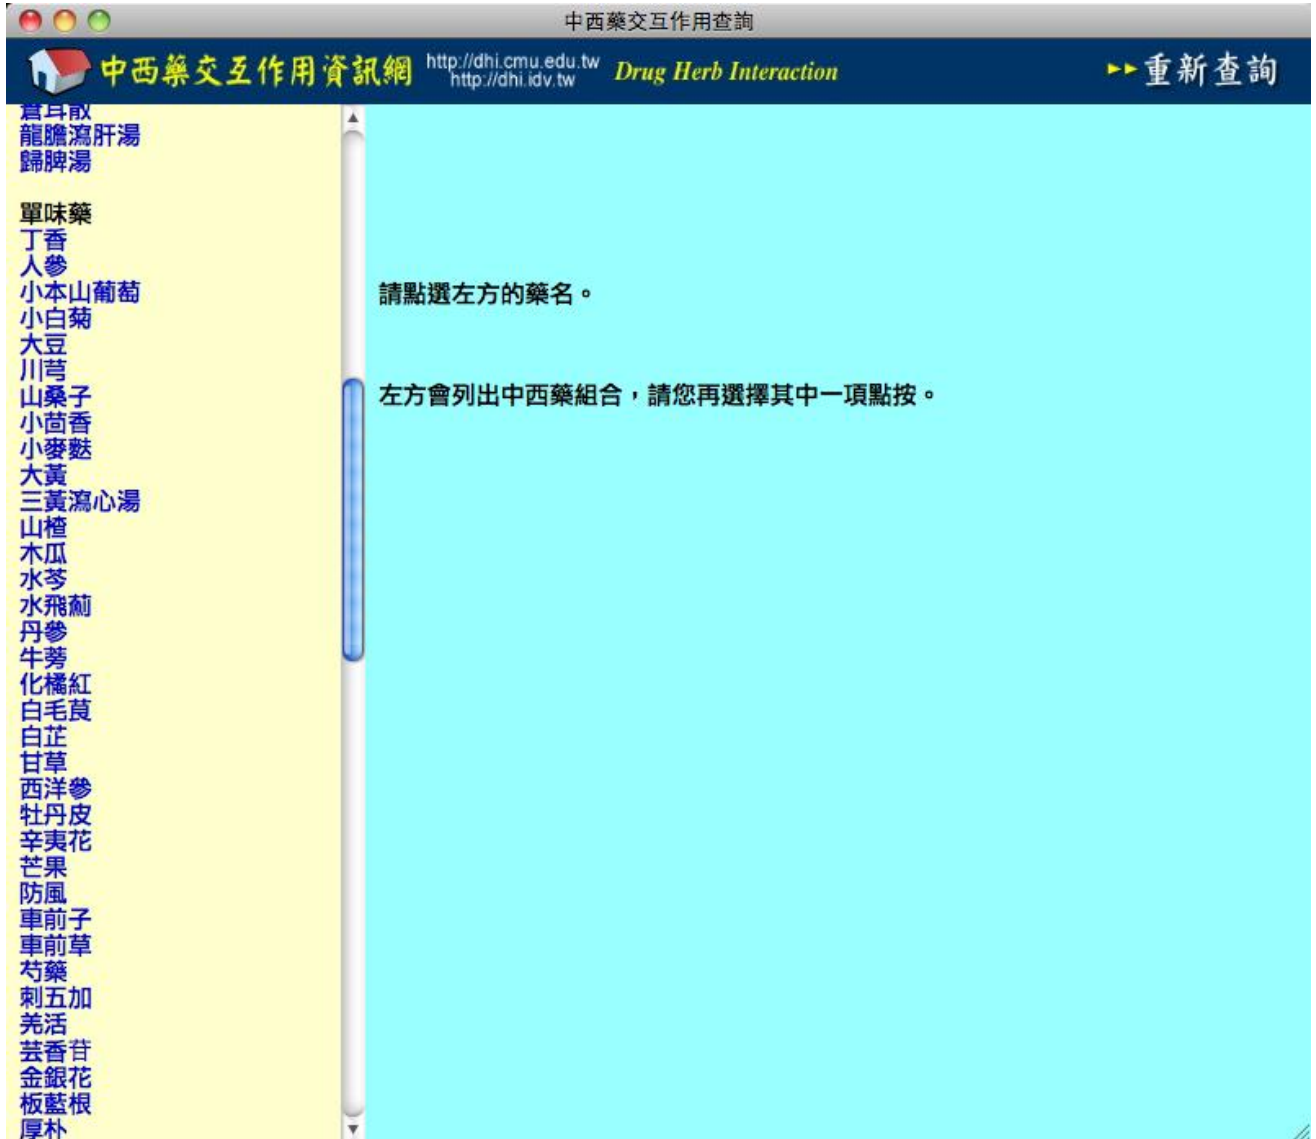 中西藥交互作用查詢
中西藥交互作用資訊網 http://dhi.cmu.edu.tw Drug Herb Interaction ▸▸重新查詢
http://dhi.idv.tw
蒼耳散
龍膽瀉肝湯
歸脾湯
單味藥
丁香
人參
小本山葡萄
小白菊
大豆
川芎
山桑子
小茴香
小麥麩
大黃
三黃瀉心湯
山楂
木瓜
水芩
水飛薊
丹參
牛蒡
化橘紅
白毛茛
白芷
甘草
西洋參
牡丹皮
辛夷花
芒果
防風
車前子
車前草
芍藥
刺五加
羌活
芸香苷
金銀花
板藍根
厚朴
請點選左方的藥名。
左方會列出中西藥組合，請您再選擇其中一項點按。